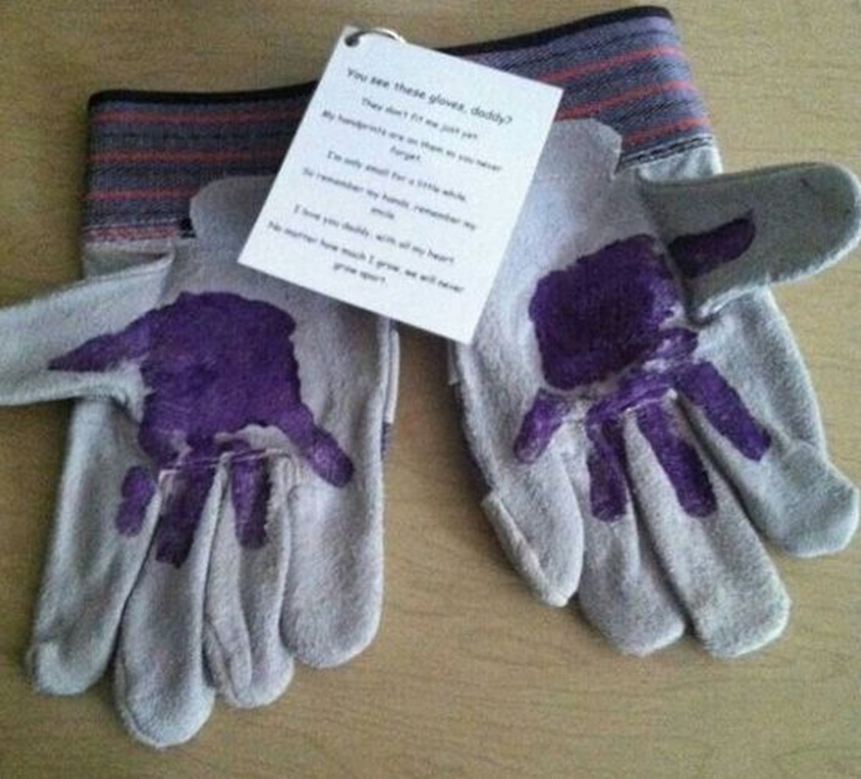 You see these gloves, daddy?
They don't fit me just yet.
My handprints are on them so you never
forget.
I'm only small for a little while,
So remember my hands, remember my
smile.
I love you daddy, with all my heart
No matter how much I grow, we will never
grow apart.